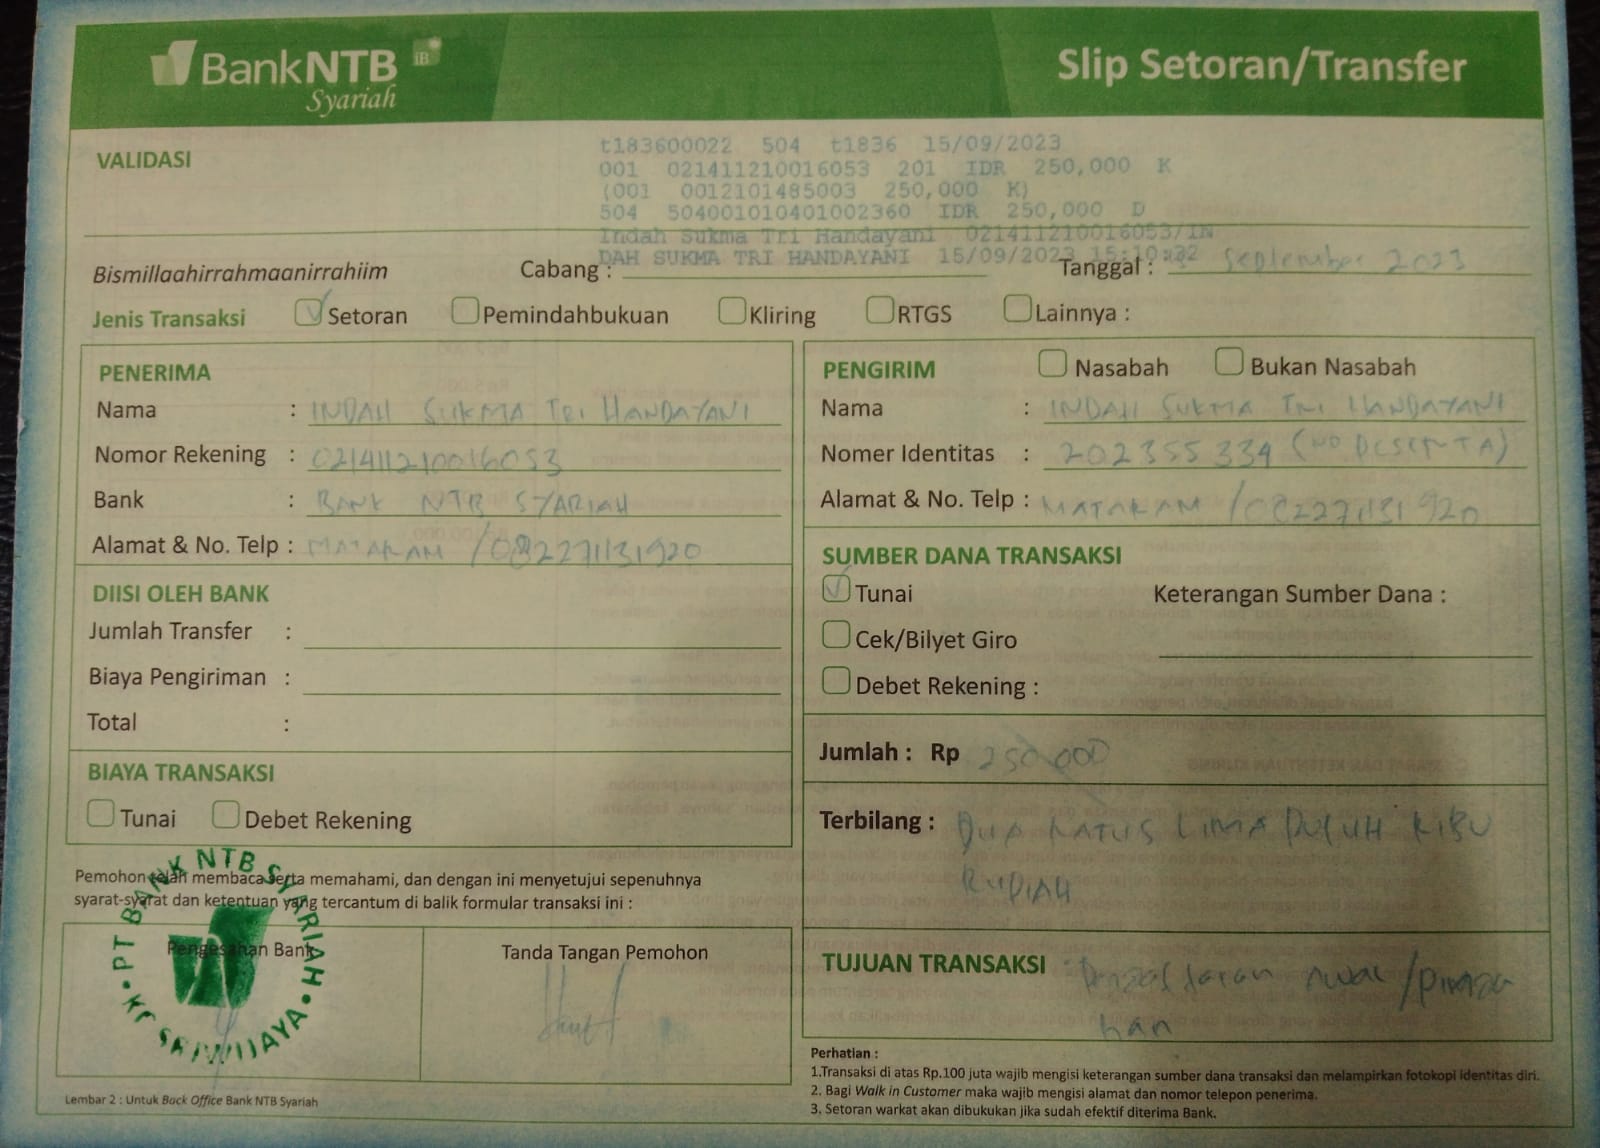 BankNTB iB
Syariah
Slip Setoran/Transfer
VALIDASI
t183600022 504 t1836 15/09/2023
001 021411210016053 201 IDR 250,000 K
(001 0012101485003 250,000 K)
504 504001010401002360 IDR 250,000 D
Indah Sukma Tri Handayani 021411210016053/IN
DAH SUKMA TRI HANDAYANI 15/09/2023 15:10:32
Bismillaahirrahmaanirrahiim Cabang : Tanggal : September 2023
Jenis Transaksi Setoran Pemindahbukuan Kliring RTGS Lainnya :
PENERIMA
Nama : INDAH SUKMA TRI HANDAYANI
Nomor Rekening : 021411210016053
Bank : BANK NTB SYARIAH
Alamat & No. Telp : MATARAM / 082271131920
DIISI OLEH BANK
Jumlah Transfer :
Biaya Pengiriman :
Total :
BIAYA TRANSAKSI
Tunai Debet Rekening
Pemohon telah membaca serta memahami, dan dengan ini menyetujui sepenuhnya
syarat-syarat dan ketentuan yang tercantum di balik formular transaksi ini :
Pengesahan Bank
PT BANK NTB SYARIAH
KC SRIWIJAYA
Tanda Tangan Pemohon
Lembar 2 : Untuk Back Office Bank NTB Syariah
PENGIRIM Nasabah Bukan Nasabah
Nama : INDAH SUKMA TRI HANDAYANI
Nomer Identitas : 202355334 (NO PESERTA)
Alamat & No. Telp : MATARAM / 082271131920
SUMBER DANA TRANSAKSI
Tunai Keterangan Sumber Dana :
Cek/Bilyet Giro
Debet Rekening :
Jumlah : Rp 250.000
Terbilang : DUA RATUS LIMA PULUH RIBU
RUPIAH
TUJUAN TRANSAKSI
Perhatian :
1.Transaksi di atas Rp.100 juta wajib mengisi keterangan sumber dana transaksi dan melampirkan fotokopi identitas diri.
2. Bagi Walk in Customer maka wajib mengisi alamat dan nomor telepon penerima.
3. Setoran warkat akan dibukukan jika sudah efektif diterima Bank.